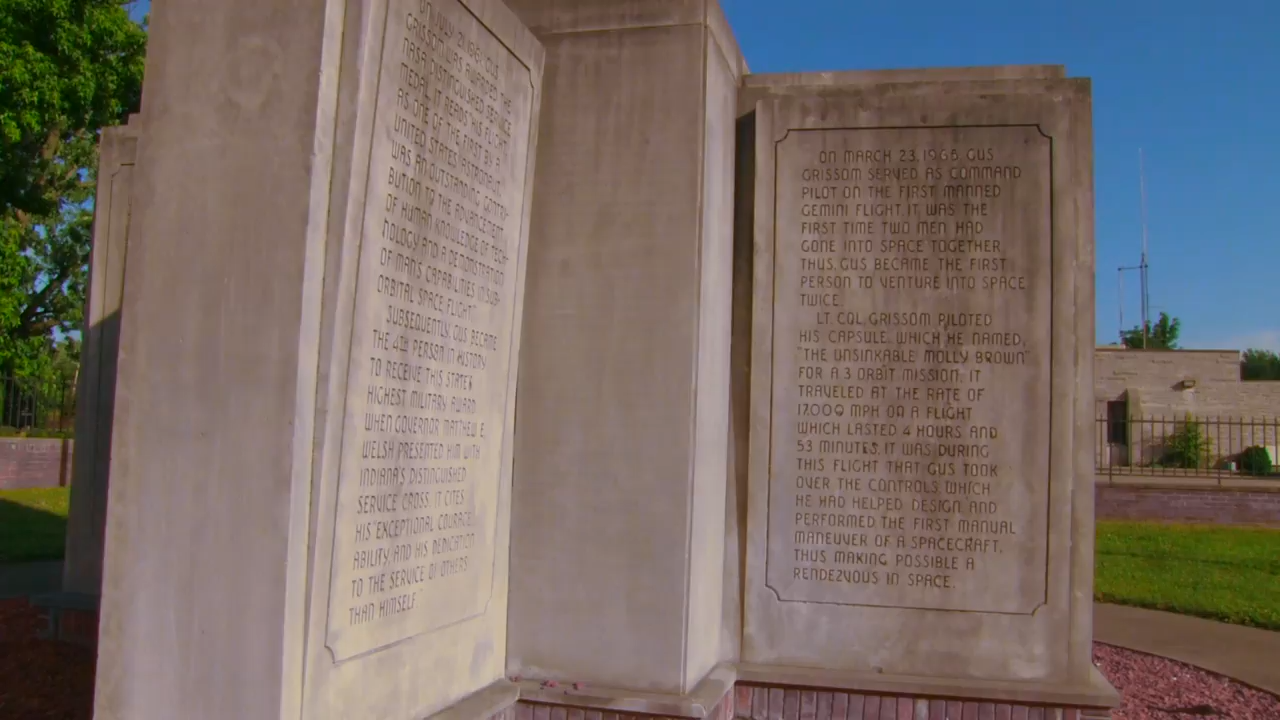 ON JULY 21, 1961, GUS
GRISSOM WAS AWARDED THE
NASA DISTINGUISHED SERVICE
MEDAL. IT READS "HIS FLIGHT
AS ONE OF THE FIRST BY A
UNITED STATES ASTRONAUT,
WAS AN OUTSTANDING CONTRI-
BUTION TO THE ADVANCEMENT
OF HUMAN KNOWLEDGE OF TECH-
NOLOGY AND A DEMONSTRATION
OF MAN'S CAPABILITIES IN SUB-
ORBITAL SPACE FLIGHT."
SUBSEQUENTLY, GUS BECAME
THE 4TH PERSON IN HISTORY
TO RECEIVE THIS STATE'S
HIGHEST MILITARY AWARD
WHEN GOVERNOR MATTHEW E.
WELSH PRESENTED HIM WITH
INDIANA'S DISTINGUISHED
SERVICE CROSS. IT CITES
HIS "EXCEPTIONAL COURAGE,
ABILITY, AND HIS DEDICATION
TO THE SERVICE OF OTHERS
THAN HIMSELF."
ON MARCH 23, 1965, GUS
GRISSOM SERVED AS COMMAND
PILOT ON THE FIRST MANNED
GEMINI FLIGHT. IT WAS THE
FIRST TIME TWO MEN HAD
GONE INTO SPACE TOGETHER,
THUS, GUS BECAME THE FIRST
PERSON TO VENTURE INTO SPACE
TWICE.
LT. COL. GRISSOM PILOTED
HIS CAPSULE, WHICH HE NAMED,
"THE UNSINKABLE MOLLY BROWN"
FOR A 3 ORBIT MISSION. IT
TRAVELED AT THE RATE OF
17,000 MPH ON A FLIGHT
WHICH LASTED 4 HOURS AND
53 MINUTES. IT WAS DURING
THIS FLIGHT THAT GUS TOOK
OVER THE CONTROLS, WHICH
HE HAD HELPED DESIGN AND
PERFORMED THE FIRST MANUAL
MANEUVER OF A SPACECRAFT,
THUS MAKING POSSIBLE A
RENDEZVOUS IN SPACE.